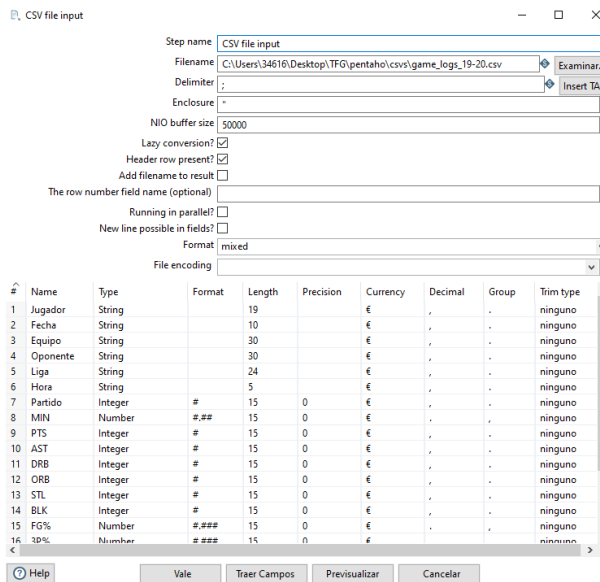 CSV file input
Step name CSV file input
Filename C:\Users\34616\Desktop\TFG\pentaho\csvs\game_logs_19-20.csv Examinar.
Delimiter ; Insert TA
Enclosure "
NIO buffer size 50000
Lazy conversion?
Header row present?
Add filename to result
The row number field name (optional)
Running in parallel?
New line possible in fields?
Format mixed
File encoding
# Name Type Format Length Precision Currency Decimal Group Trim type
1 Jugador String 19 € , . ninguno
2 Fecha String 10 € , . ninguno
3 Equipo String 30 € , . ninguno
4 Oponente String 30 € , . ninguno
5 Liga String 24 € , . ninguno
6 Hora String 5 € , . ninguno
7 Partido Integer # 15 0 € , . ninguno
8 MIN Number #,## 15 0 € . , ninguno
9 PTS Integer # 15 0 € , . ninguno
10 AST Integer # 15 0 € , . ninguno
11 DRB Integer # 15 0 € , . ninguno
12 ORB Integer # 15 0 € , . ninguno
13 STL Integer # 15 0 € , . ninguno
14 BLK Integer # 15 0 € , . ninguno
15 FG% Number #,### 15 0 € . , ninguno
16 3P% Number #,### 15 0 € ninguno
Help Vale Traer Campos Previsualizar Cancelar